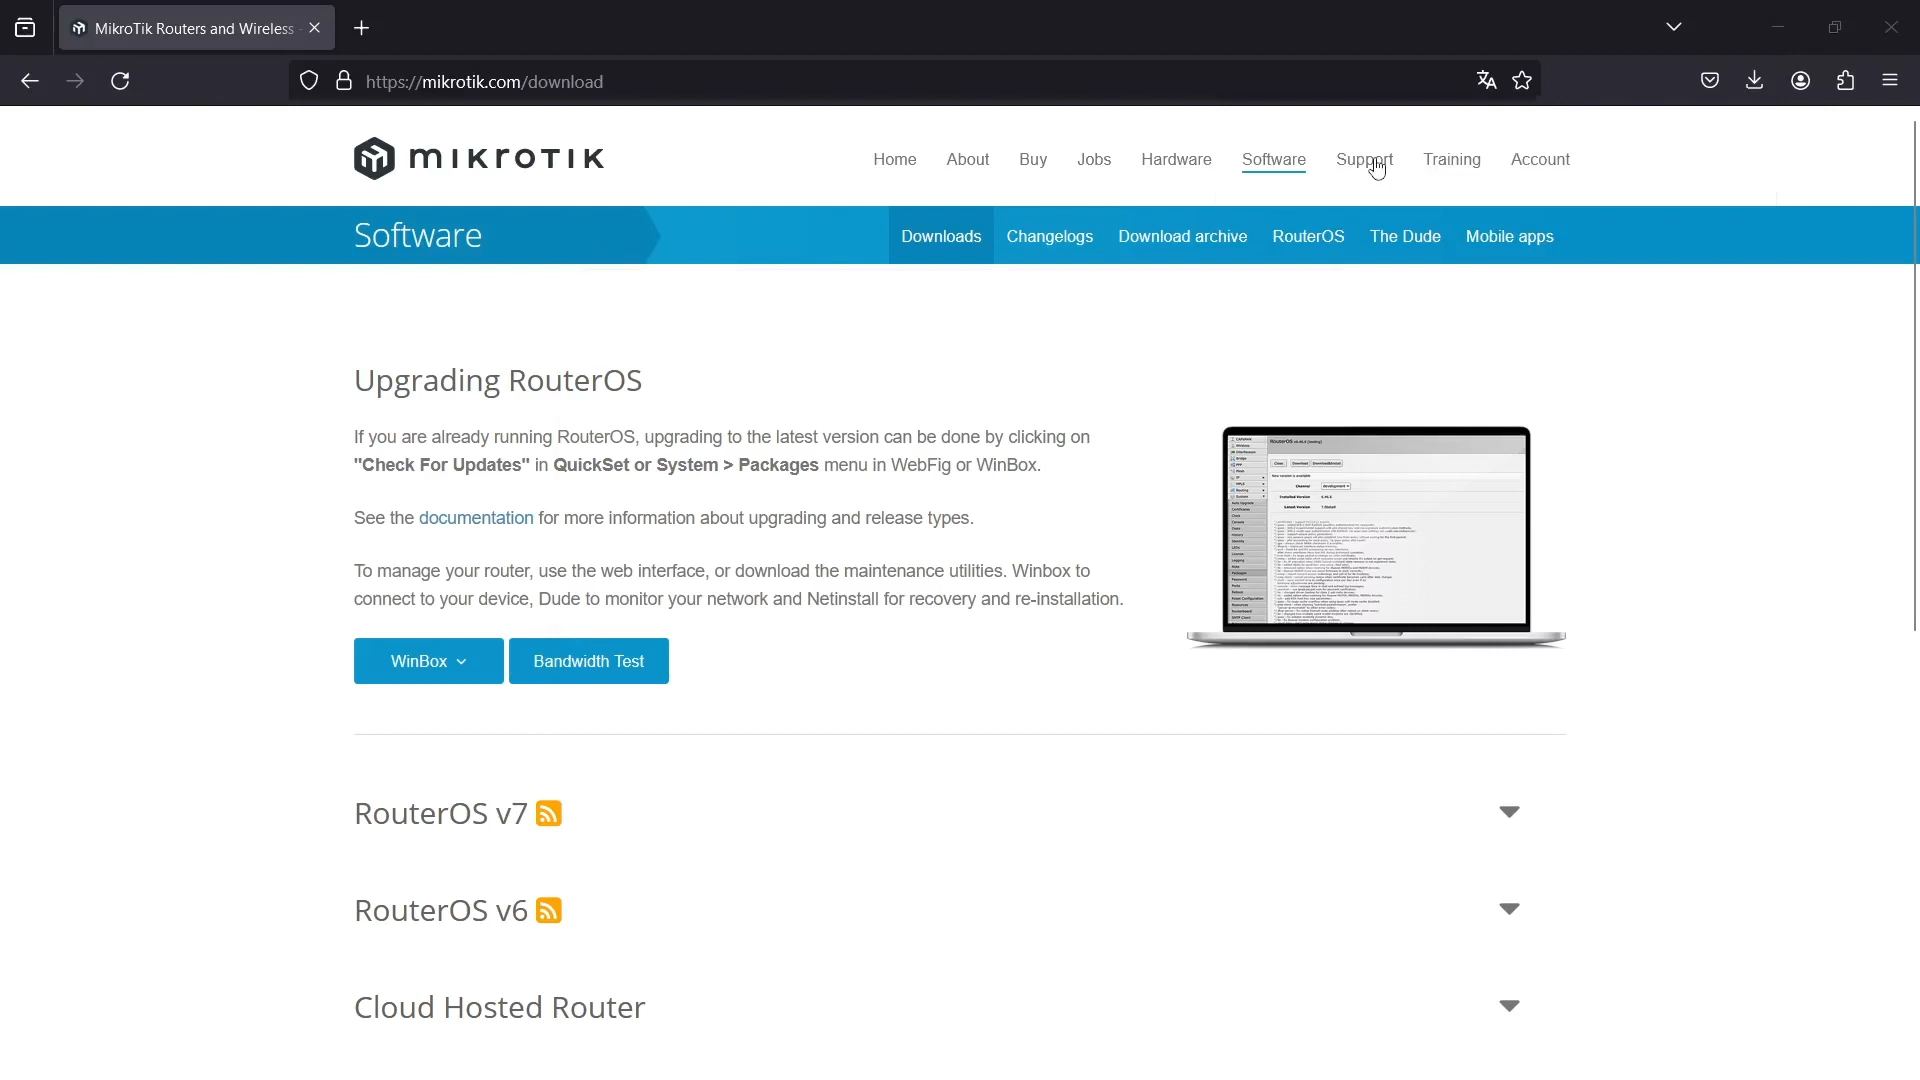 MikroTik Routers and Wireless -
https://mikrotik.com/download
mikrotik
Home About Buy Jobs Hardware Software Support Training Account
Software
Downloads Changelogs Download archive RouterOS The Dude Mobile apps
Upgrading RouterOS
If you are already running RouterOS, upgrading to the latest version can be done by clicking on
"Check For Updates" in QuickSet or System > Packages menu in WebFig or WinBox.
See the documentation for more information about upgrading and release types.
To manage your router, use the web interface, or download the maintenance utilities. Winbox to
connect to your device, Dude to monitor your network and Netinstall for recovery and re-installation.
WinBox Bandwidth Test
RouterOS v7
RouterOS v6
Cloud Hosted Router